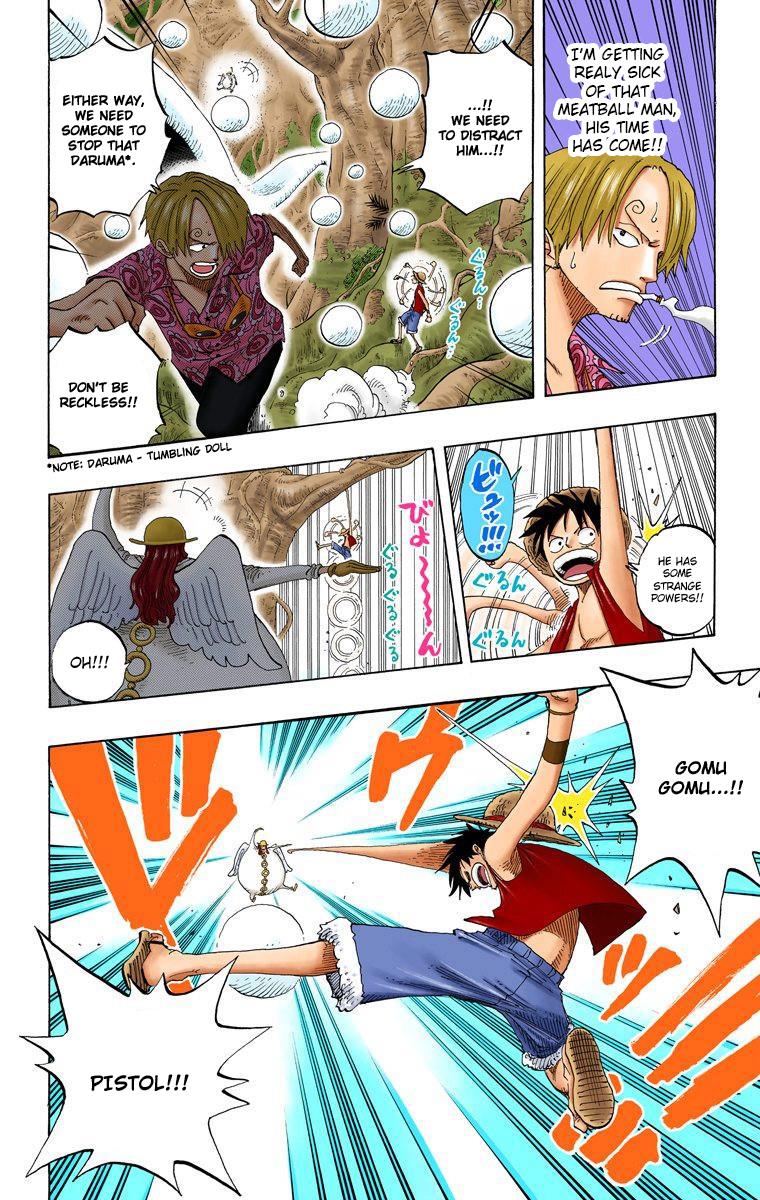 I'M GETTING
REALY SICK
OF THAT
MEATBALL MAN,
HIS TIME
HAS COME!!
...!!
WE NEED
TO DISTRACT
HIM...!!
EITHER WAY,
WE NEED
SOMEONE TO
STOP THAT
DARUMA*.
ぐるん...
ぐるん...
DON'T BE
RECKLESS!!
*NOTE: DARUMA - TUMBLING DOLL
ビュッ!!!
HE HAS
SOME
STRANGE
POWERS!!
ぐるん
ぐるん
びよ〜〜ん
ぐるぐるぐる
OH!!!
GOMU
GOMU...!!
PISTOL!!!